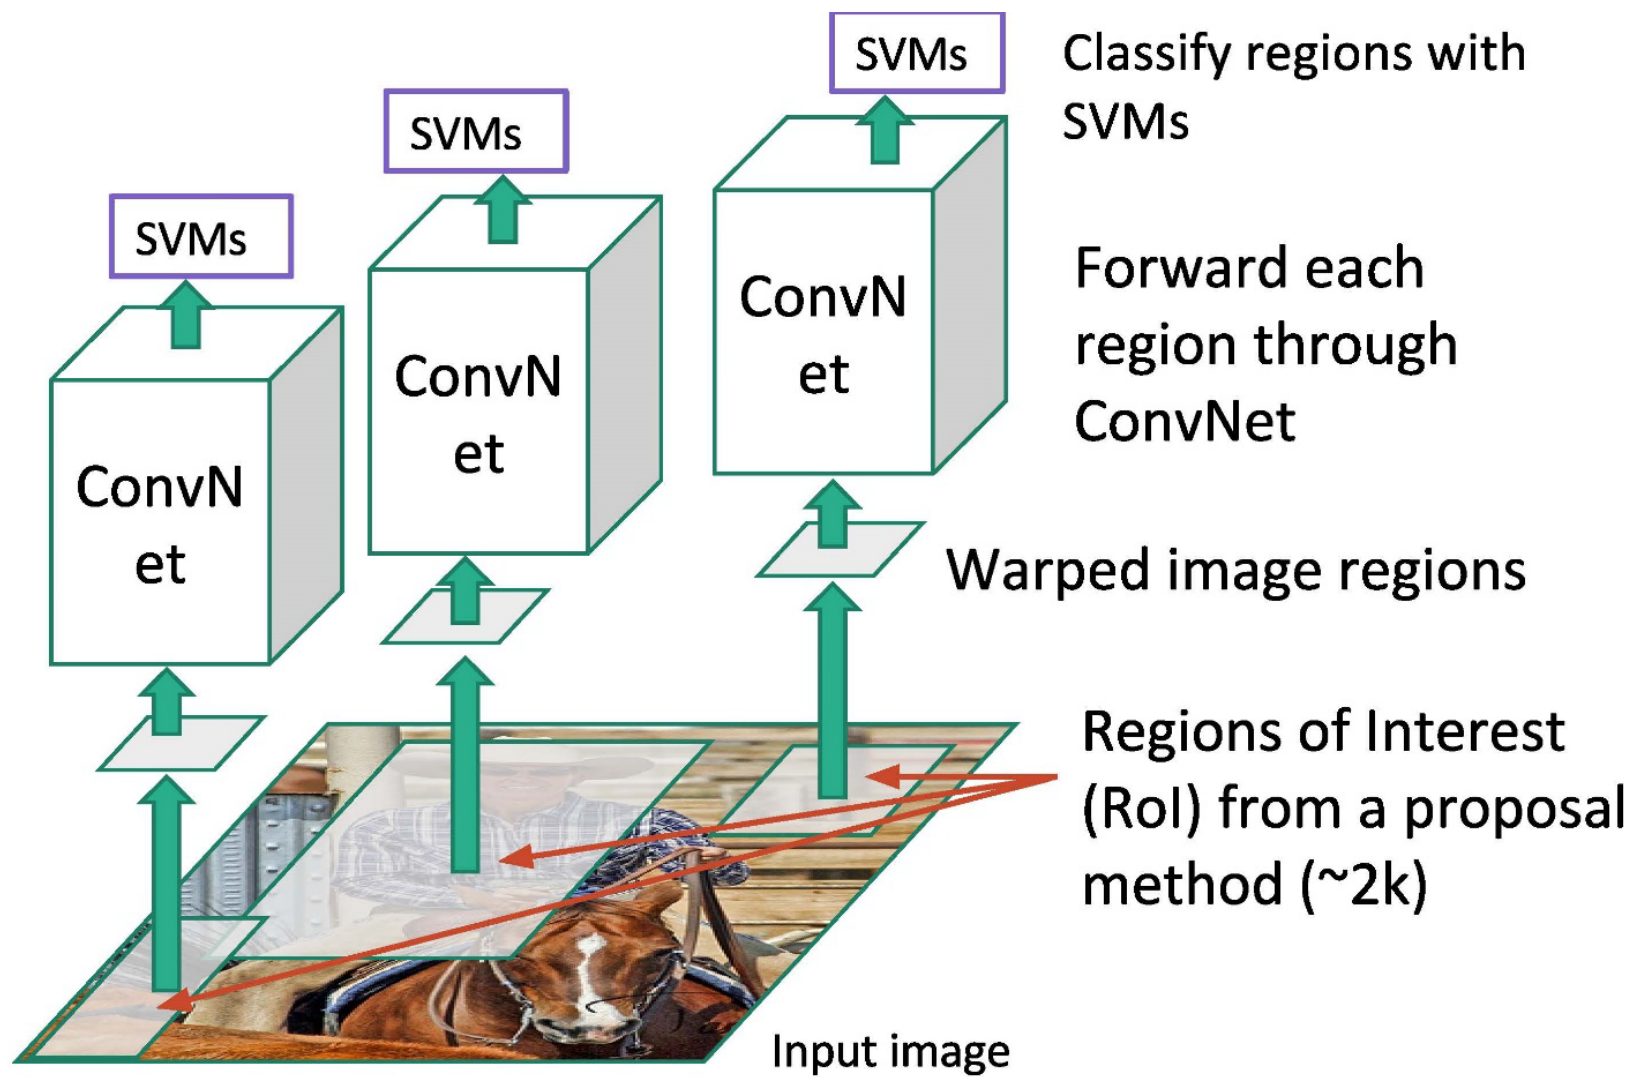 SVMs
Classify regions with
SVMs
SVMs
SVMs
ConvN
et
Forward each
region through
ConvNet
ConvN
et
ConvN
et
Warped image regions
Regions of Interest
(RoI) from a proposal
method (~2k)
Input image